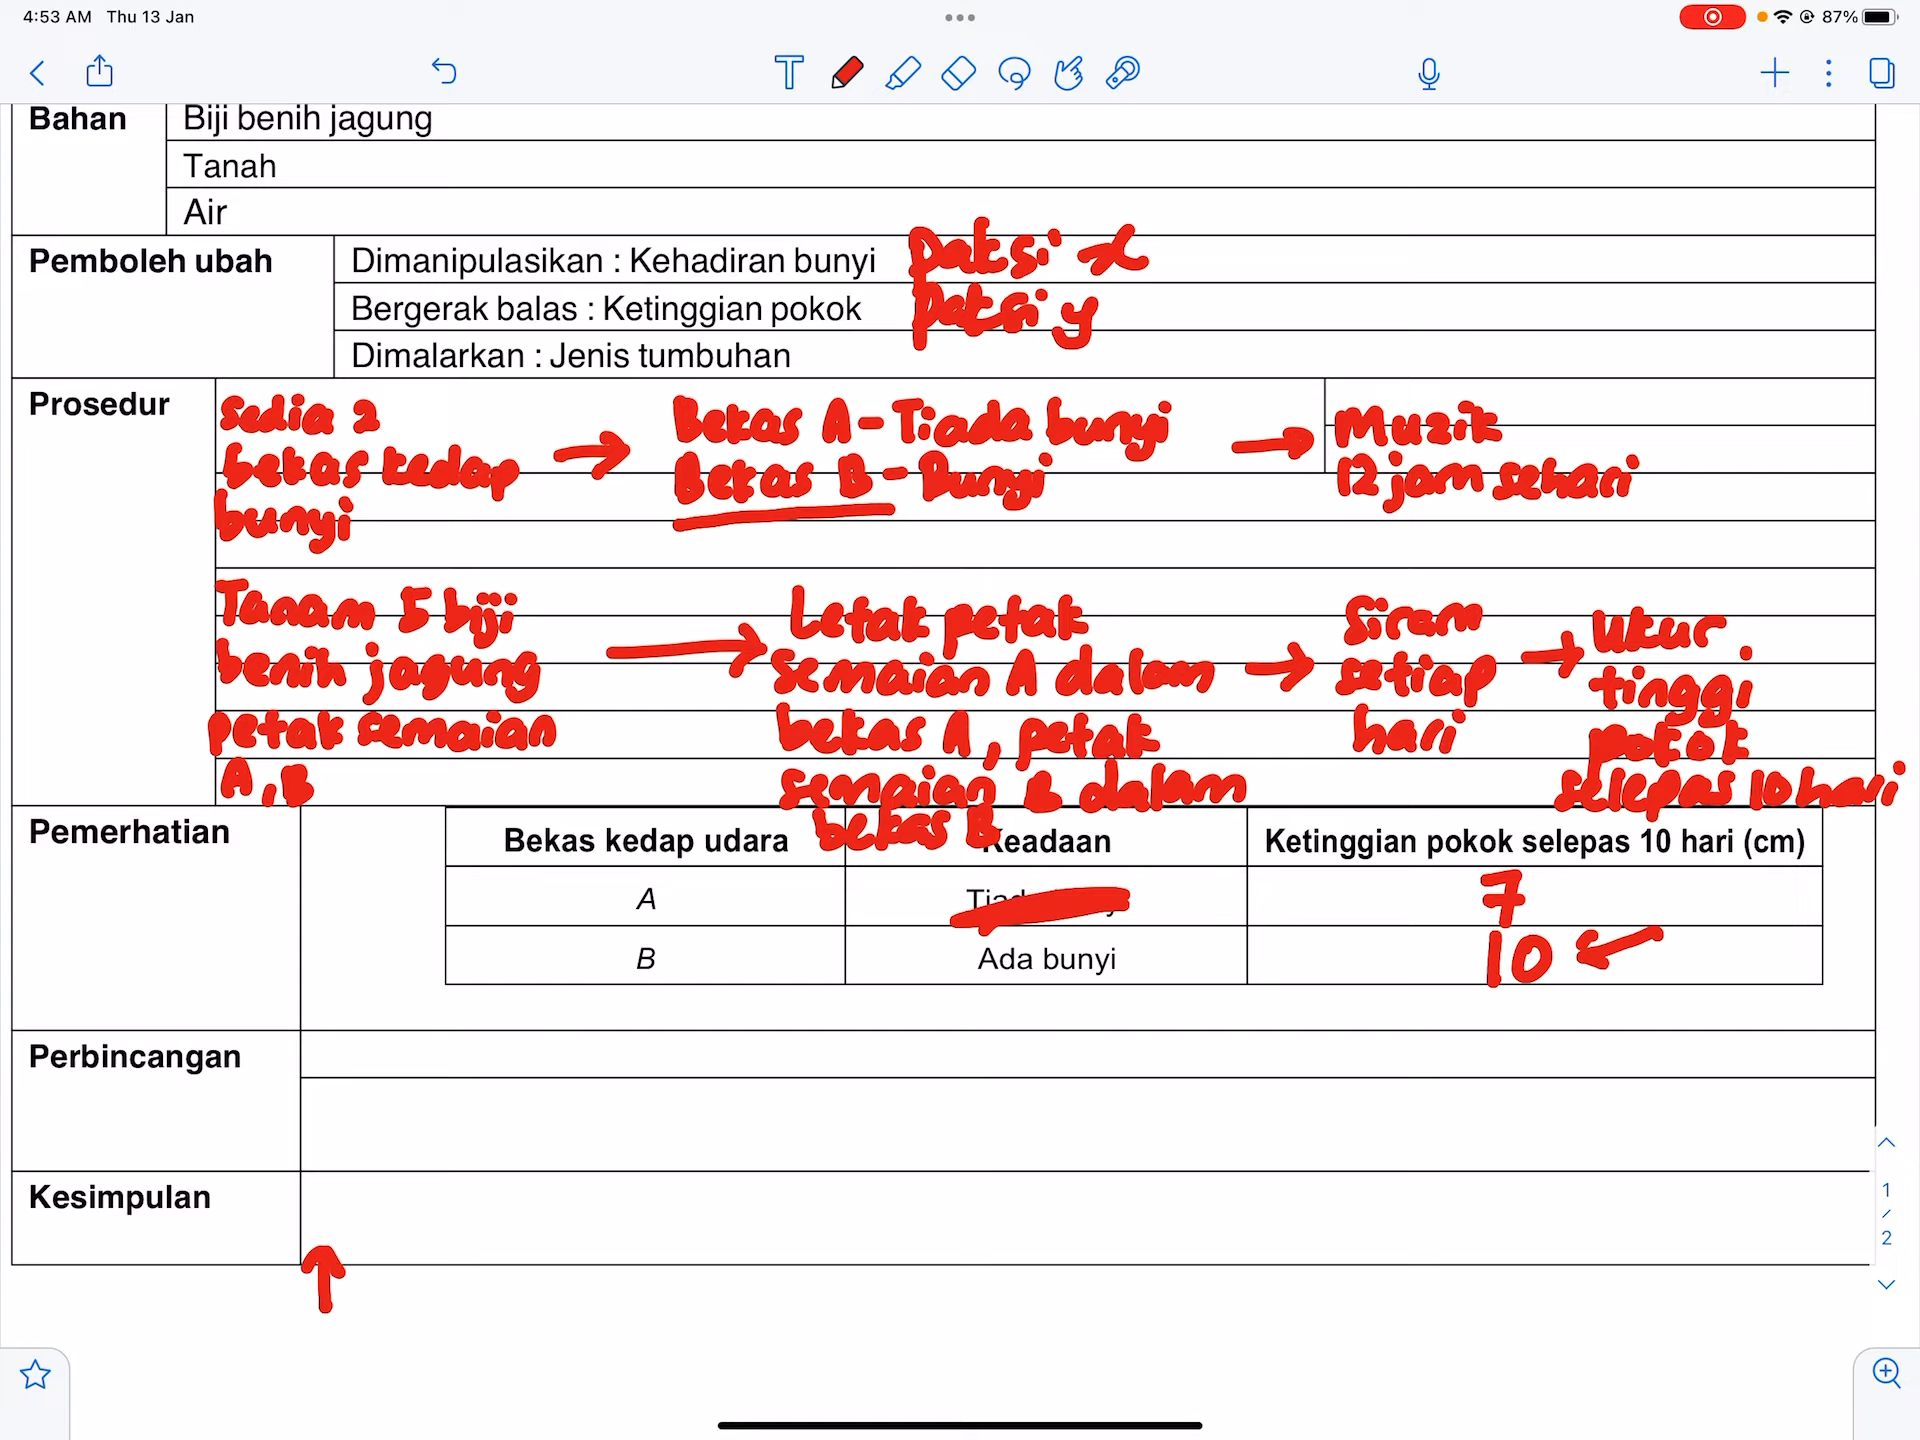 4:53 AM Thu 13 Jan
87%
Bahan
Biji benih jagung
Tanah
Air
Pemboleh ubah
Dimanipulasikan : Kehadiran bunyi
paksi x
Bergerak balas : Ketinggian pokok
paksi y
Dimalarkan : Jenis tumbuhan
Prosedur
Sedia 2
bekas kedap
bunyi
→
Bekas A - Tiada bunyi
Bekas B - Bunyi
→
Muzik
12 jam sehari
Tanam 5 biji
benih jagung
petak semaian
A, B
→
Letak petak
semaian A dalam
bekas A, petak
semaian B dalam
bekas B
→
Siram
setiap
hari
→
Ukur
tinggi
pokok
selepas 10 hari
Pemerhatian
Bekas kedap udara
Keadaan
Ketinggian pokok selepas 10 hari (cm)
A
7
B
Ada bunyi
10
Perbincangan
Kesimpulan
1
/
2